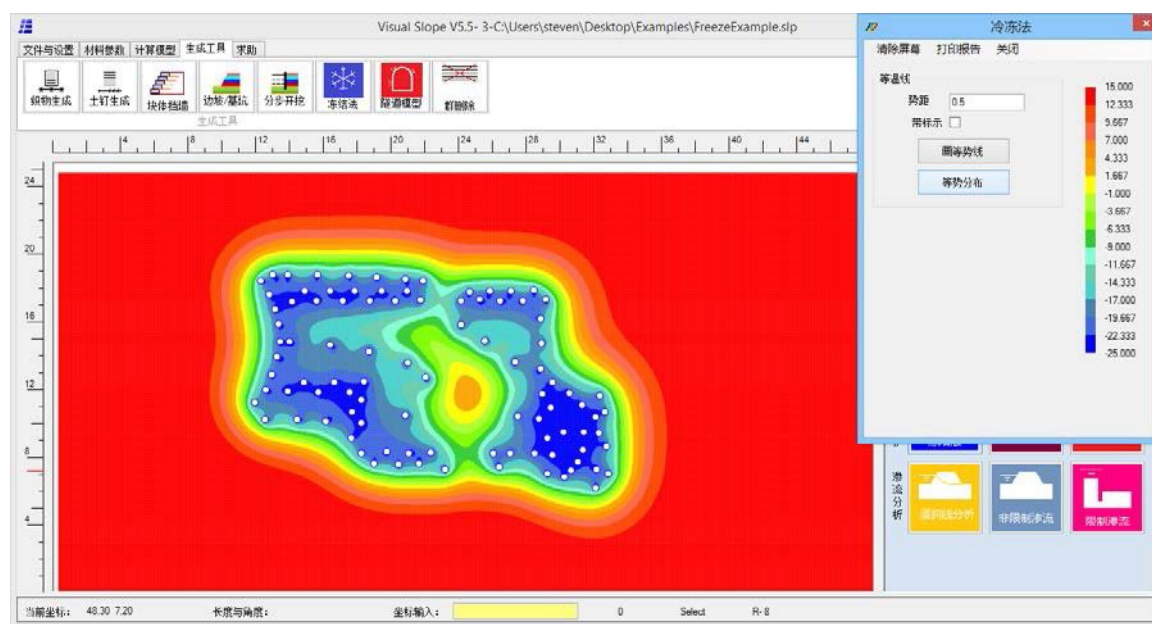 Visual Slope V5.5- 3-C:\Users\steven\Desktop\Examples\FreezeExample.slp
文件与设置 材料参数 计算模型 生成工具 求助
织物生成 土钉生成 块体档墙 边坡/基坑 分步开挖 冻结法 隧道模型 群删除
生成工具
4 8 12 16 20 24 28 32 36 40 44
24
20
16
12
8
4
冷冻法
清除屏幕 打印报告 关闭
等温线
势距 0.5
带标示
画等势线
等势分布
15.000
12.333
9.667
7.000
4.333
1.667
-1.000
-3.667
-6.333
-9.000
-11.667
-14.333
-17.000
-19.667
-22.333
-25.000
渗流分析
非限制渗流 限制渗流
当前坐标: 48.30 7.20 长度与角度: 坐标输入: 0 Select R- 8